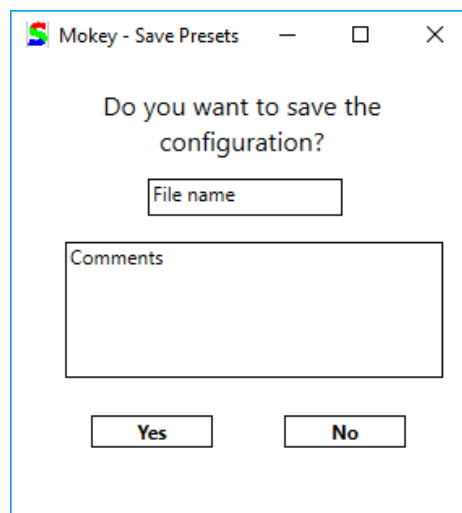 Mokey - Save Presets
Do you want to save the
configuration?
File name
Comments
Yes
No